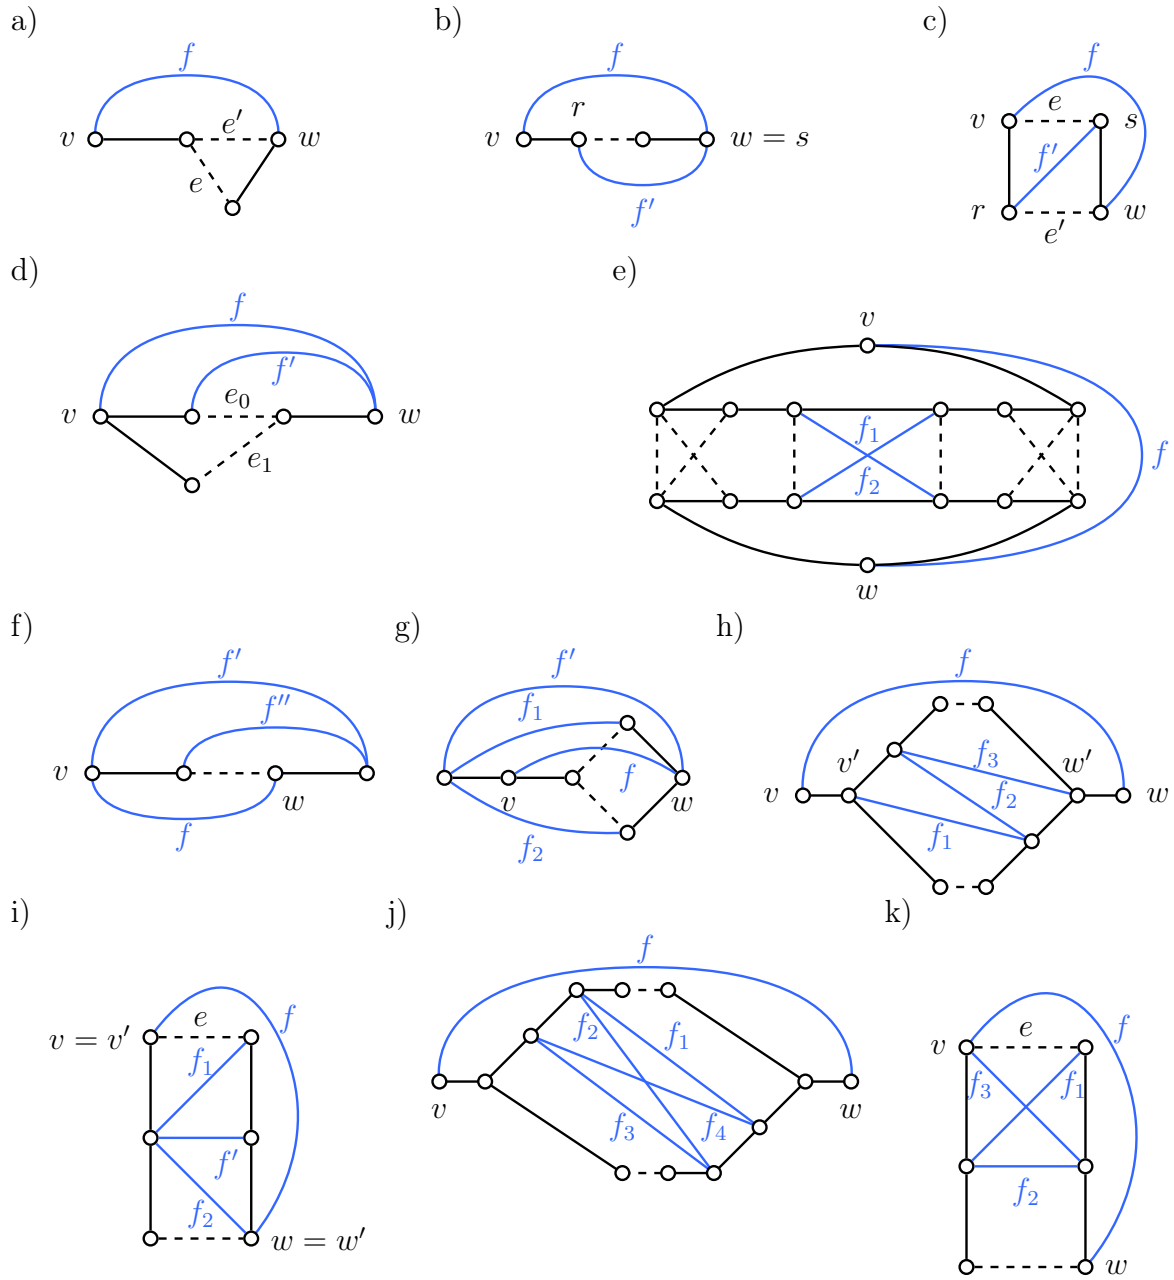 a) b) c)
f f f
e
v e' w v r w = s v s
e f'
f' r w
e'
d) e)
f v
f'
v e₀ w f₁
e₁ f
f₂
w
f) g) h)
f' f' f
f'' f₁ f₃
v v' w'
w f f₂
v w v w
f f₂ f₁
i) j) k)
f f
v = v' e f v e
f₁ f₂ f₁ f₃ f₁
v w
f' f₃ f₄
f₂ f₂
w = w' w